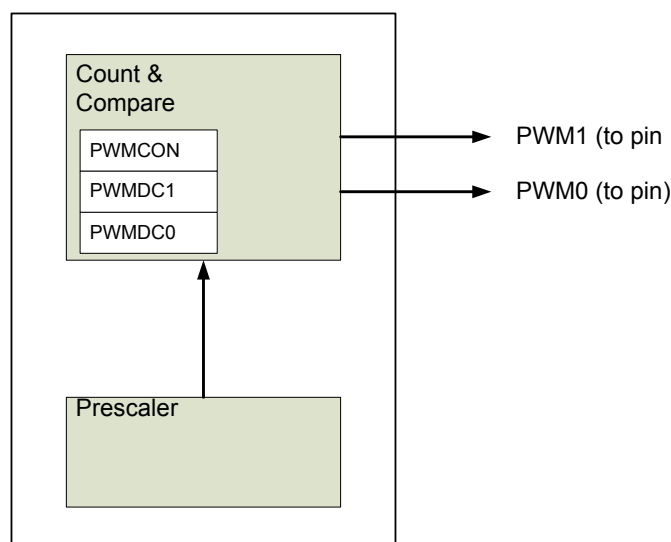 Count &
Compare
PWMCON
PWMDC1
PWMDC0
PWM1 (to pin
PWM0 (to pin)
Prescaler